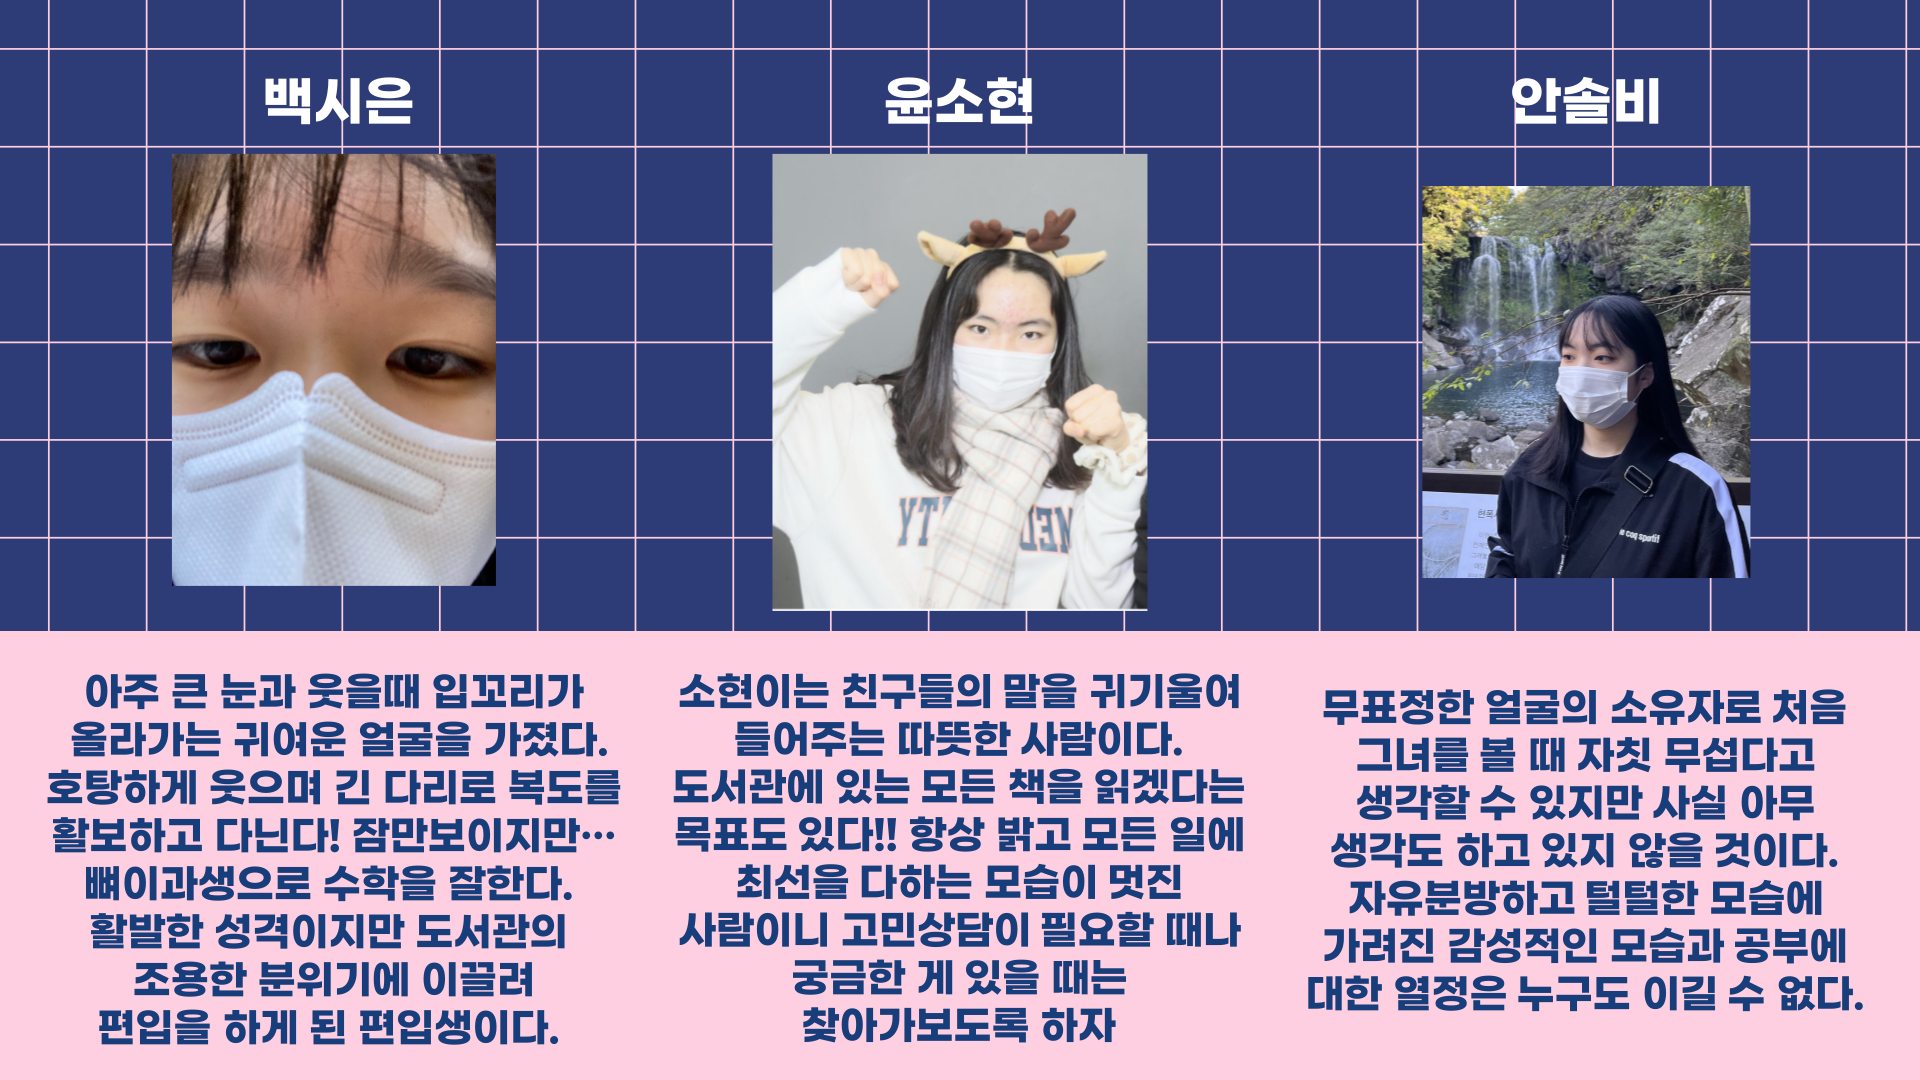 백시은
윤소현
안솔비
YT
NEU
le coq sportif
아주 큰 눈과 웃을때 입꼬리가
올라가는 귀여운 얼굴을 가졌다.
호탕하게 웃으며 긴 다리로 복도를
활보하고 다닌다! 잠만보이지만…
뼈이과생으로 수학을 잘한다.
활발한 성격이지만 도서관의
조용한 분위기에 이끌려
편입을 하게 된 편입생이다.
소현이는 친구들의 말을 귀기울여
들어주는 따뜻한 사람이다.
도서관에 있는 모든 책을 읽겠다는
목표도 있다!! 항상 밝고 모든 일에
최선을 다하는 모습이 멋진
사람이니 고민상담이 필요할 때나
궁금한 게 있을 때는
찾아가보도록 하자
무표정한 얼굴의 소유자로 처음
그녀를 볼 때 자칫 무섭다고
생각할 수 있지만 사실 아무
생각도 하고 있지 않을 것이다.
자유분방하고 털털한 모습에
가려진 감성적인 모습과 공부에
대한 열정은 누구도 이길 수 없다.